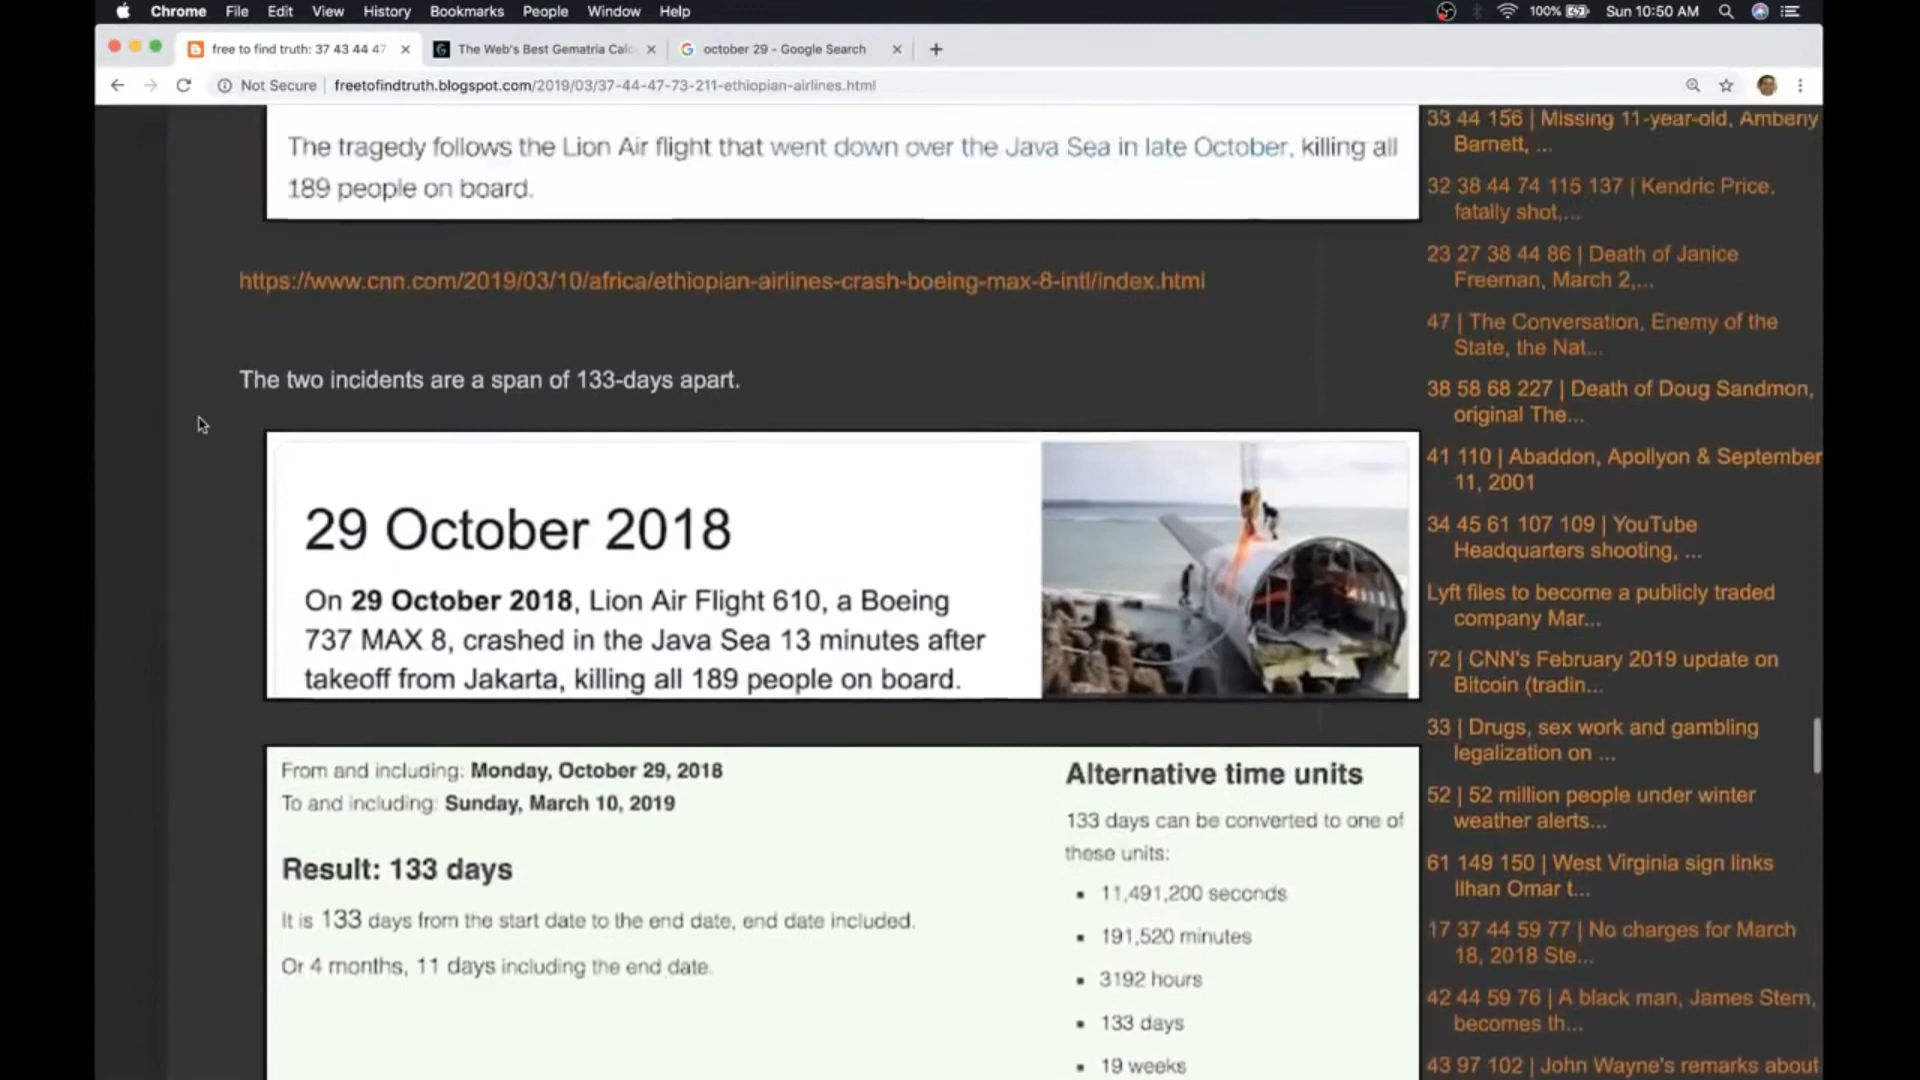 Chrome File Edit View History Bookmarks People Window Help 100% Sun 10:50 AM
free to find truth: 37 43 44 47
The Web's Best Gematria Calc
october 29 - Google Search
Not Secure | freetofindtruth.blogspot.com/2019/03/37-44-47-73-211-ethiopian-airlines.html
The tragedy follows the Lion Air flight that went down over the Java Sea in late October, killing all
189 people on board.
https://www.cnn.com/2019/03/10/africa/ethiopian-airlines-crash-boeing-max-8-intl/index.html
The two incidents are a span of 133-days apart.
29 October 2018
On 29 October 2018, Lion Air Flight 610, a Boeing
737 MAX 8, crashed in the Java Sea 13 minutes after
takeoff from Jakarta, killing all 189 people on board.
From and including: Monday, October 29, 2018
To and including: Sunday, March 10, 2019
Result: 133 days
It is 133 days from the start date to the end date, end date included.
Or 4 months, 11 days including the end date.
Alternative time units
133 days can be converted to one of
these units:
11,491,200 seconds
191,520 minutes
3192 hours
133 days
19 weeks
33 44 156 | Missing 11-year-old, Amberly
Barnett, ...
32 38 44 74 115 137 | Kendric Price,
fatally shot,...
23 27 38 44 86 | Death of Janice
Freeman, March 2,...
47 | The Conversation, Enemy of the
State, the Nat...
38 58 68 227 | Death of Doug Sandmon,
original The...
41 110 | Abaddon, Apollyon & September
11, 2001
34 45 61 107 109 | YouTube
Headquarters shooting, ...
Lyft files to become a publicly traded
company Mar...
72 | CNN's February 2019 update on
Bitcoin (tradin...
33 | Drugs, sex work and gambling
legalization on ...
52 | 52 million people under winter
weather alerts...
61 149 150 | West Virginia sign links
Ilhan Omar t...
17 37 44 59 77 | No charges for March
18, 2018 Ste...
42 44 59 76 | A black man, James Stern,
becomes th...
43 97 102 | John Wayne's remarks about